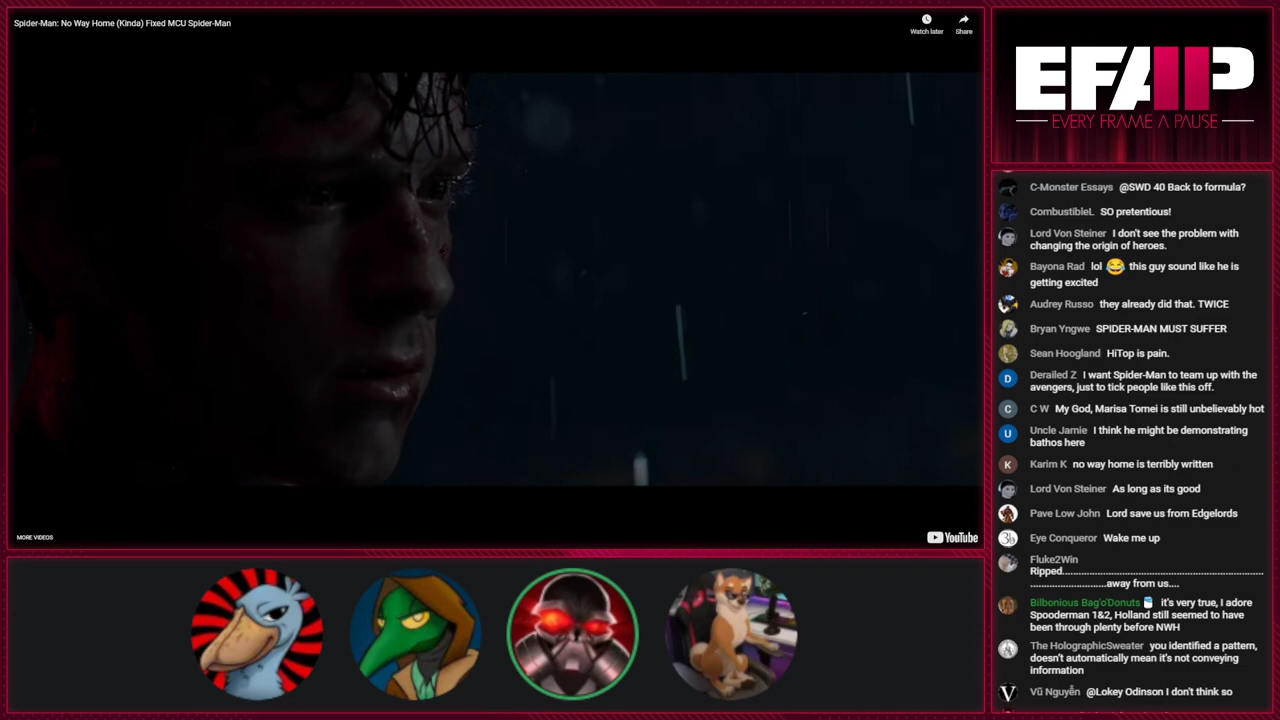 Spider-Man: No Way Home (Kinda) Fixed MCU Spider-Man
Watch later
Share
MORE VIDEOS
YouTube
EFAP
EVERY FRAME A PAUSE
C-Monster Essays @SWD 40 Back to formula?
CombustibleL SO pretentious!
Lord Von Steiner I don't see the problem with
changing the origin of heroes.
Bayona Rad lol 😂 this guy sound like he is
getting excited
Audrey Russo they already did that. TWICE
Bryan Yngwe SPIDER-MAN MUST SUFFER
Sean Hoogland HiTop is pain.
D
Derailed Z I want Spider-Man to team up with the
avengers, just to tick people like this off.
C
C W My God, Marisa Tomei is still unbelievably hot
U
Uncle Jamie I think he might be demonstrating
bathos here
K
Karim K no way home is terribly written
Lord Von Steiner As long as its good
Pave Low John Lord save us from Edgelords
3b
Eye Conqueror Wake me up
Fluke2Win
Ripped..................................................................
.........................away from us....
Bilbonious Bag'o'Donuts 🥛 it's very true, I adore
Spooderman 1&2, Holland still seemed to have
been through plenty before NWH
The HolographicSweater you identified a pattern,
doesn't automatically mean it's not conveying
information
V
Vũ Nguyễn @Lokey Odinson I don't think so